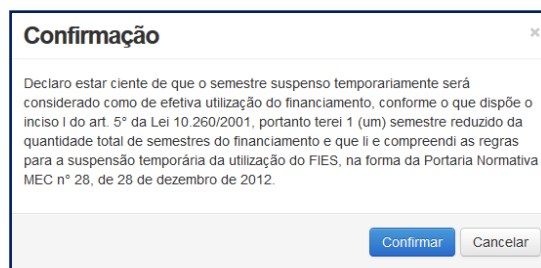 Confirmação ×
Declaro estar ciente de que o semestre suspenso temporariamente será
considerado como de efetiva utilização do financiamento, conforme o que dispõe o
inciso I do art. 5° da Lei 10.260/2001, portanto terei 1 (um) semestre reduzido da
quantidade total de semestres do financiamento e que li e compreendi as regras
para a suspensão temporária da utilização do FIES, na forma da Portaria Normativa
MEC n° 28, de 28 de dezembro de 2012.
Confirmar Cancelar